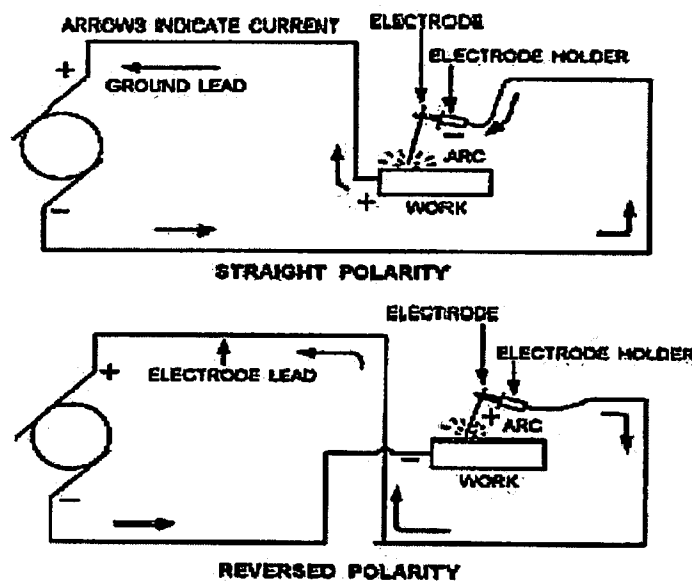 ARROWS INDICATE CURRENT
ELECTRODE
ELECTRODE HOLDER
+
GROUND LEAD
−
ARC
+
WORK
−
STRAIGHT POLARITY
ELECTRODE
ELECTRODE HOLDER
+
ELECTRODE LEAD
+
ARC
−
WORK
−
REVERSED POLARITY